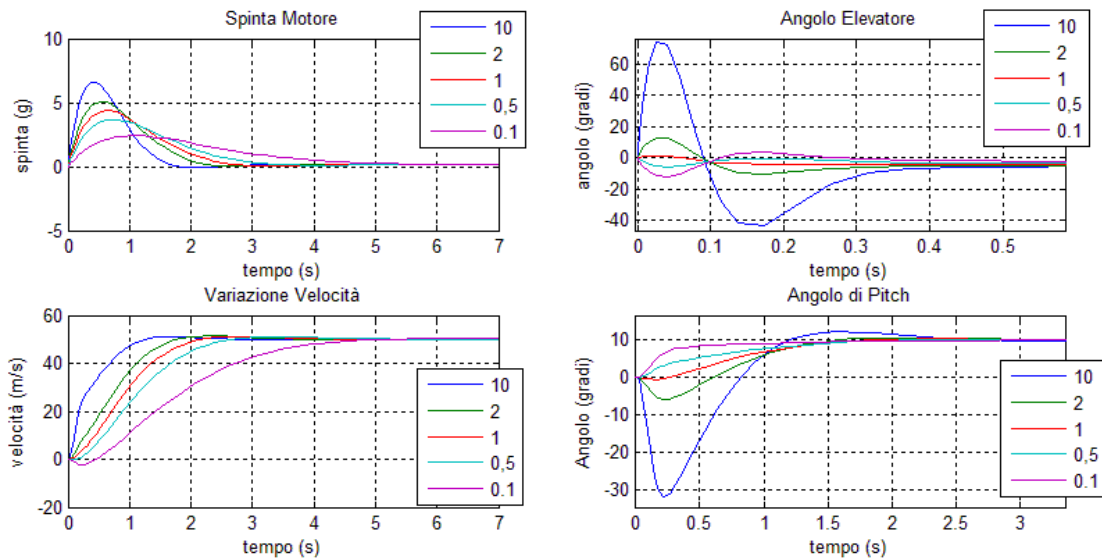 Spinta Motore
10
5
0
-5
spinta (g)
0 1 2 3 4 5 6 7
tempo (s)
10
2
1
0,5
0.1
Angolo Elevatore
60
40
20
0
-20
-40
angolo (gradi)
0 0.1 0.2 0.3 0.4 0.5
tempo (s)
10
2
1
0,5
0.1
Variazione Velocità
60
40
20
0
-20
velocità (m/s)
0 1 2 3 4 5 6 7
tempo (s)
10
2
1
0,5
0.1
Angolo di Pitch
10
0
-10
-20
-30
Angolo (gradi)
0 0.5 1 1.5 2 2.5 3
tempo (s)
10
2
1
0,5
0.1